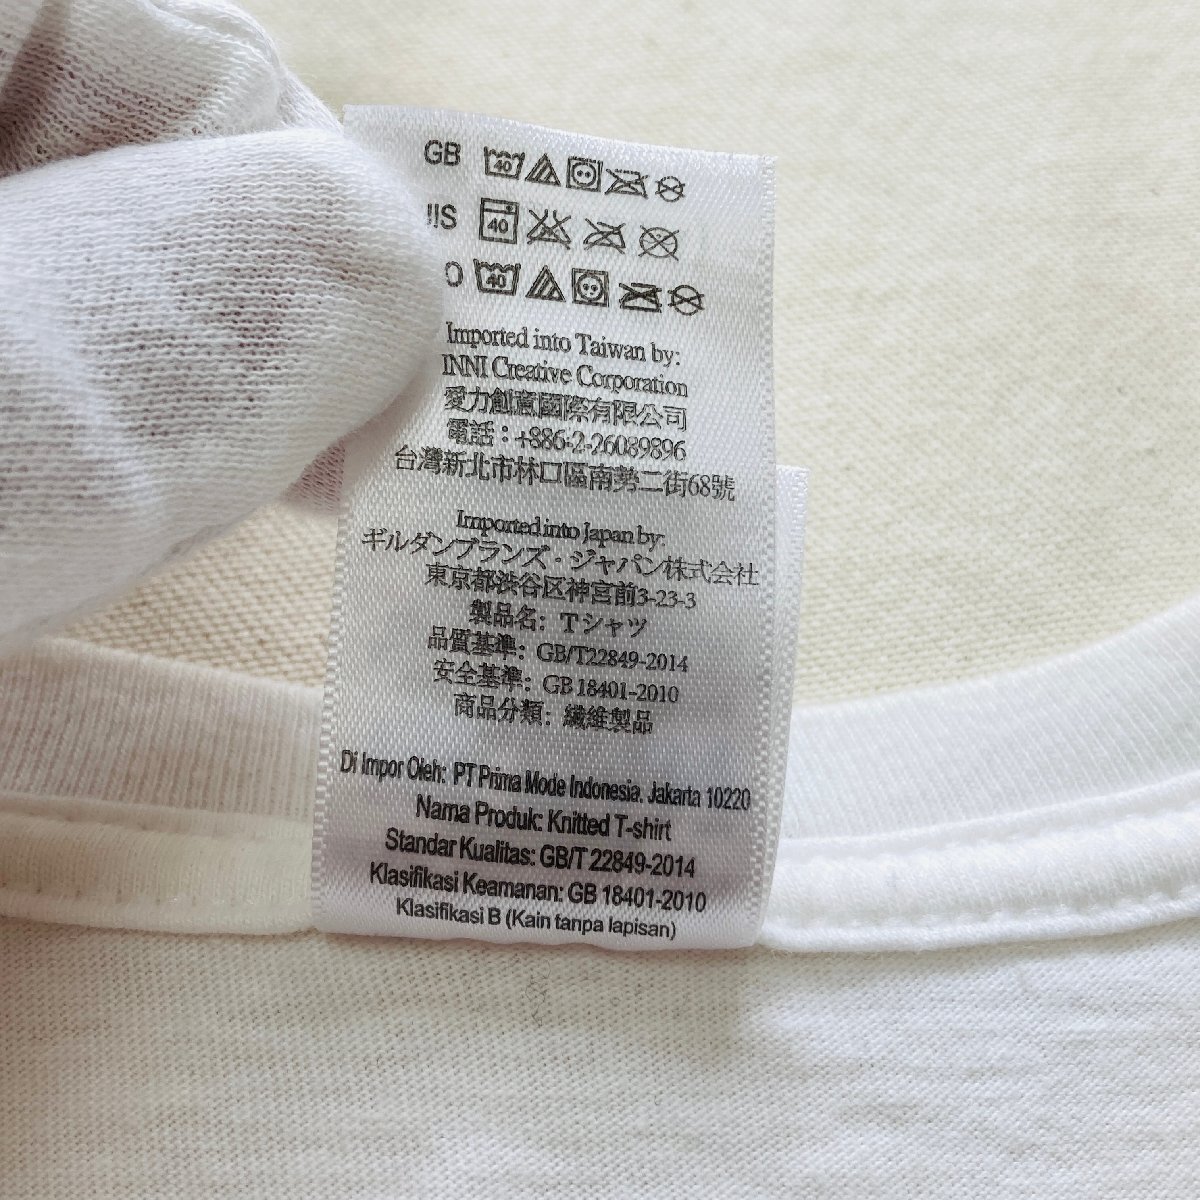 GB 40
JIS 40
O 40
Imported into Taiwan by:
INNI Creative Corporation
愛力創意國際有限公司
電話：+886-2-26089896
台灣新北市林口區南勢二街68號
Imported into Japan by:
ギルダンブランズ・ジャパン株式会社
東京都渋谷区神宮前3-23-3
製品名: Tシャツ
品質基準: GB/T22849-2014
安全基準: GB 18401-2010
商品分類: 繊維製品
Di Impor Oleh: PT Prima Mode Indonesia. Jakarta 10220
Nama Produk: Knitted T-shirt
Standar Kualitas: GB/T 22849-2014
Klasifikasi Keamanan: GB 18401-2010
Klasifikasi B (Kain tanpa lapisan)